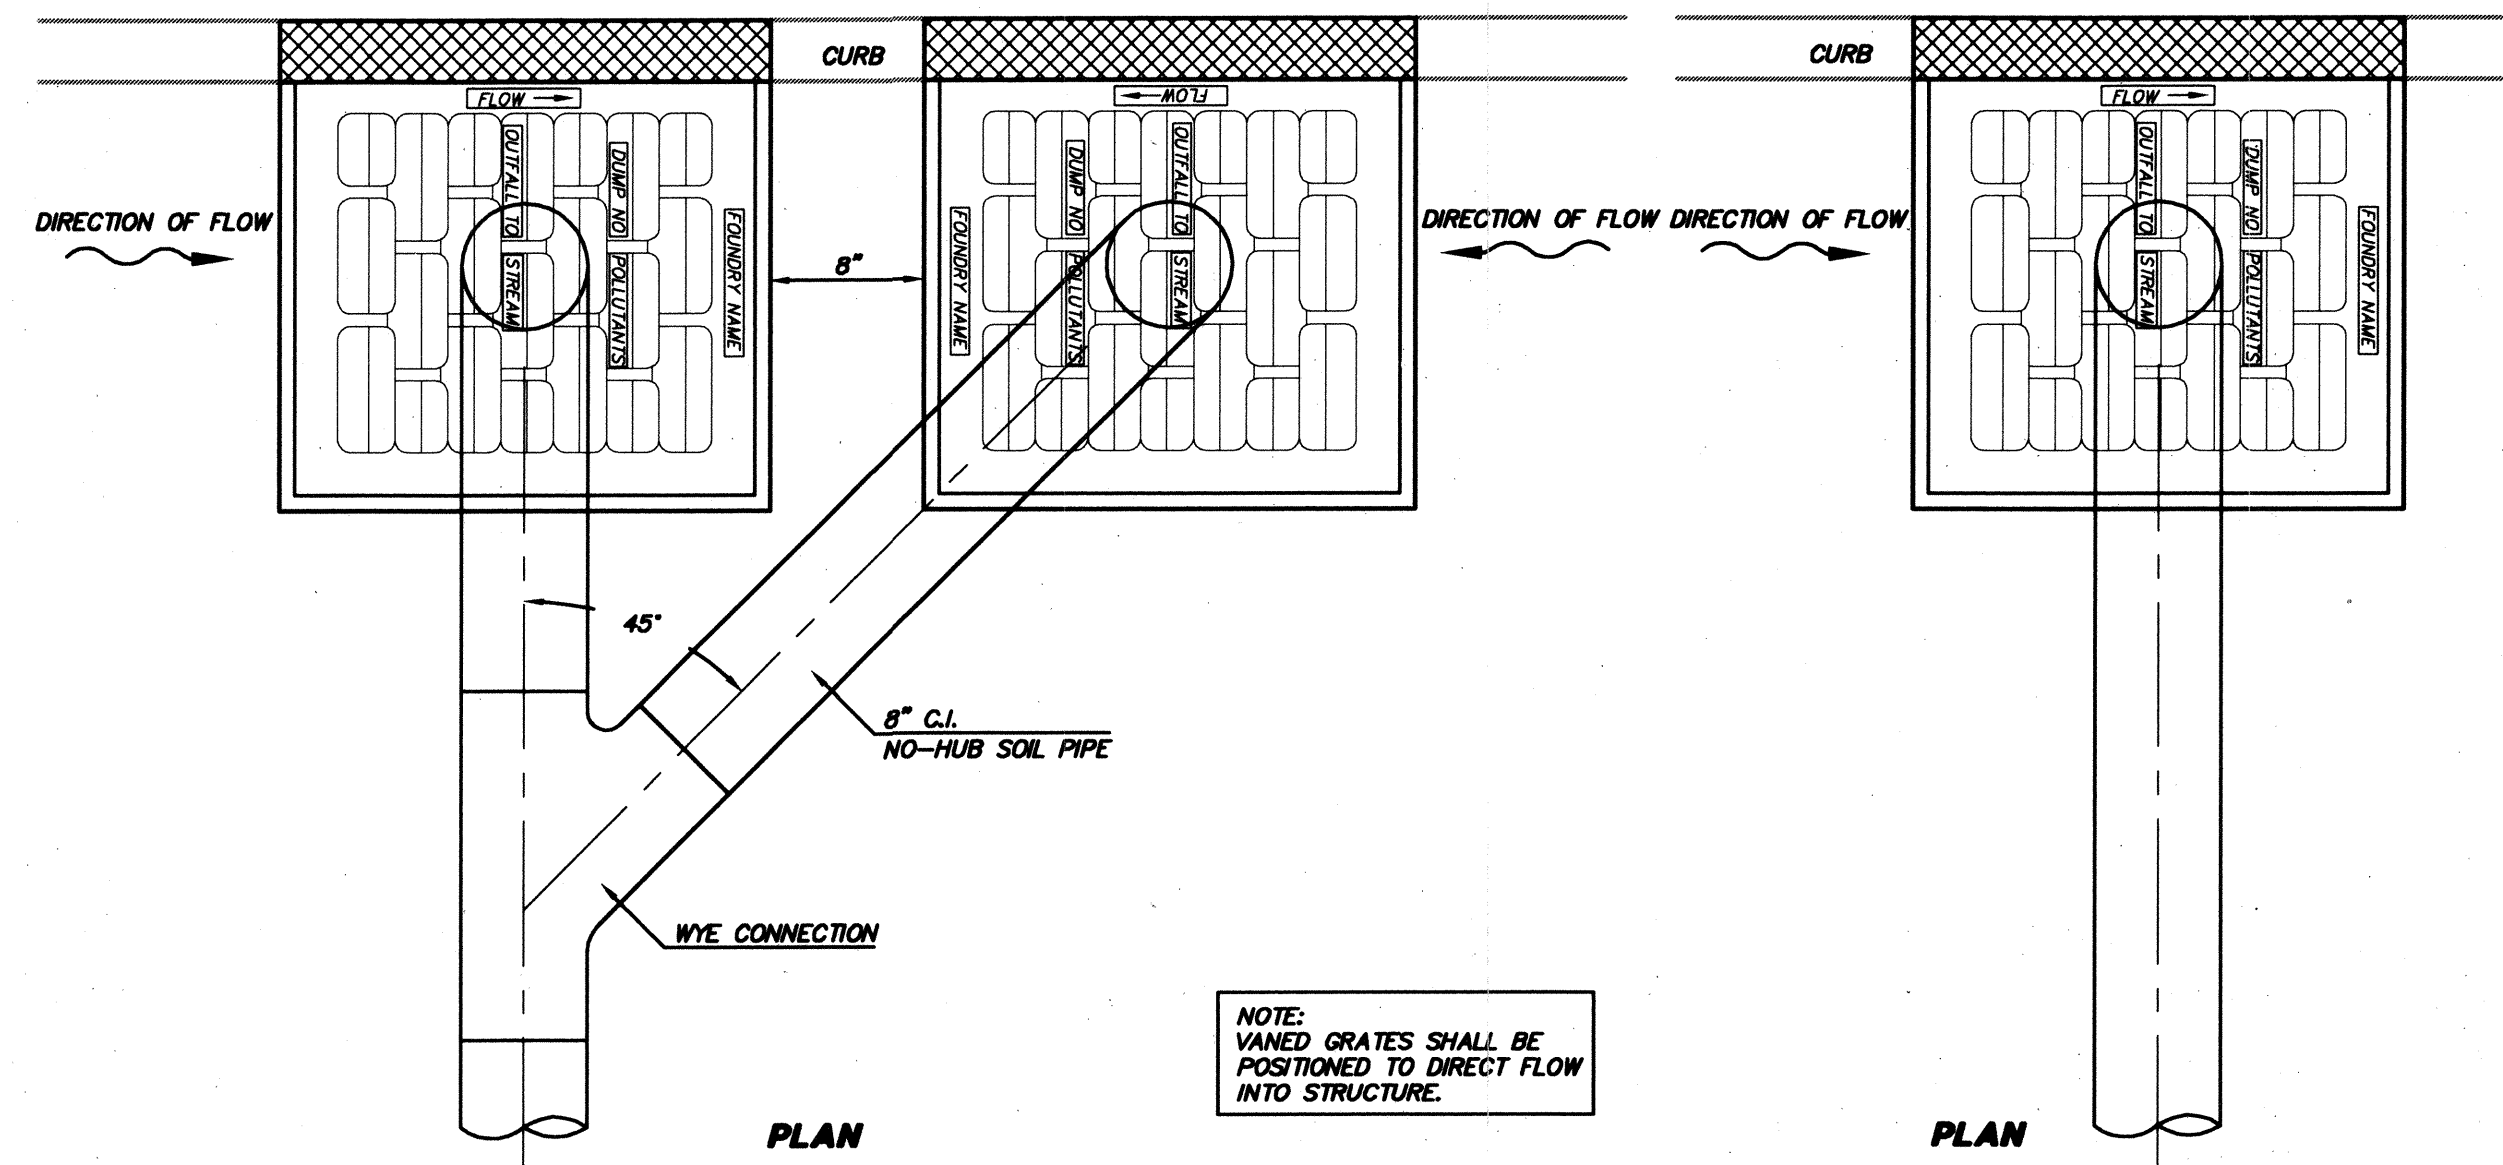 CURB
CURB
FLOW
FLOW
FLOW
OUTFALL TO STREAM
DUMP NO POLLUTANTS
FOUNDRY NAME
FOUNDRY NAME
DUMP NO POLLUTANTS
OUTFALL TO STREAM
OUTFALL TO STREAM
DUMP NO POLLUTANTS
FOUNDRY NAME
DIRECTION OF FLOW
8"
DIRECTION OF FLOW
DIRECTION OF FLOW
45°
8" C.I.
NO-HUB SOIL PIPE
WYE CONNECTION
NOTE:
VANED GRATES SHALL BE
POSITIONED TO DIRECT FLOW
INTO STRUCTURE.
PLAN
PLAN